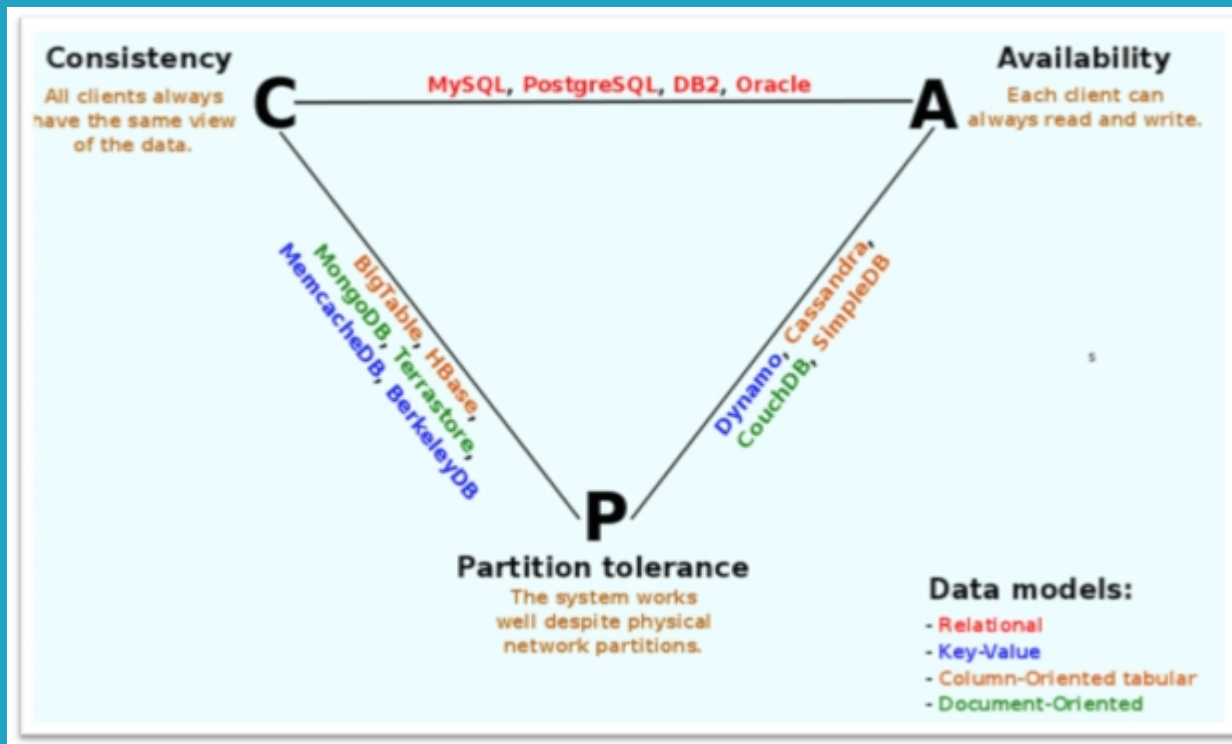 Consistency
All clients always
have the same view
of the data.
C
MySQL, PostgreSQL, DB2, Oracle
A
Availability
Each client can
always read and write.
BigTable, HBase,
MongoDB, Terrastore,
MemcacheDB, BerkeleyDB
Dynamo, Cassandra,
CouchDB, SimpleDB
s
P
Partition tolerance
The system works
well despite physical
network partitions.
Data models:
- Relational
- Key-Value
- Column-Oriented tabular
- Document-Oriented